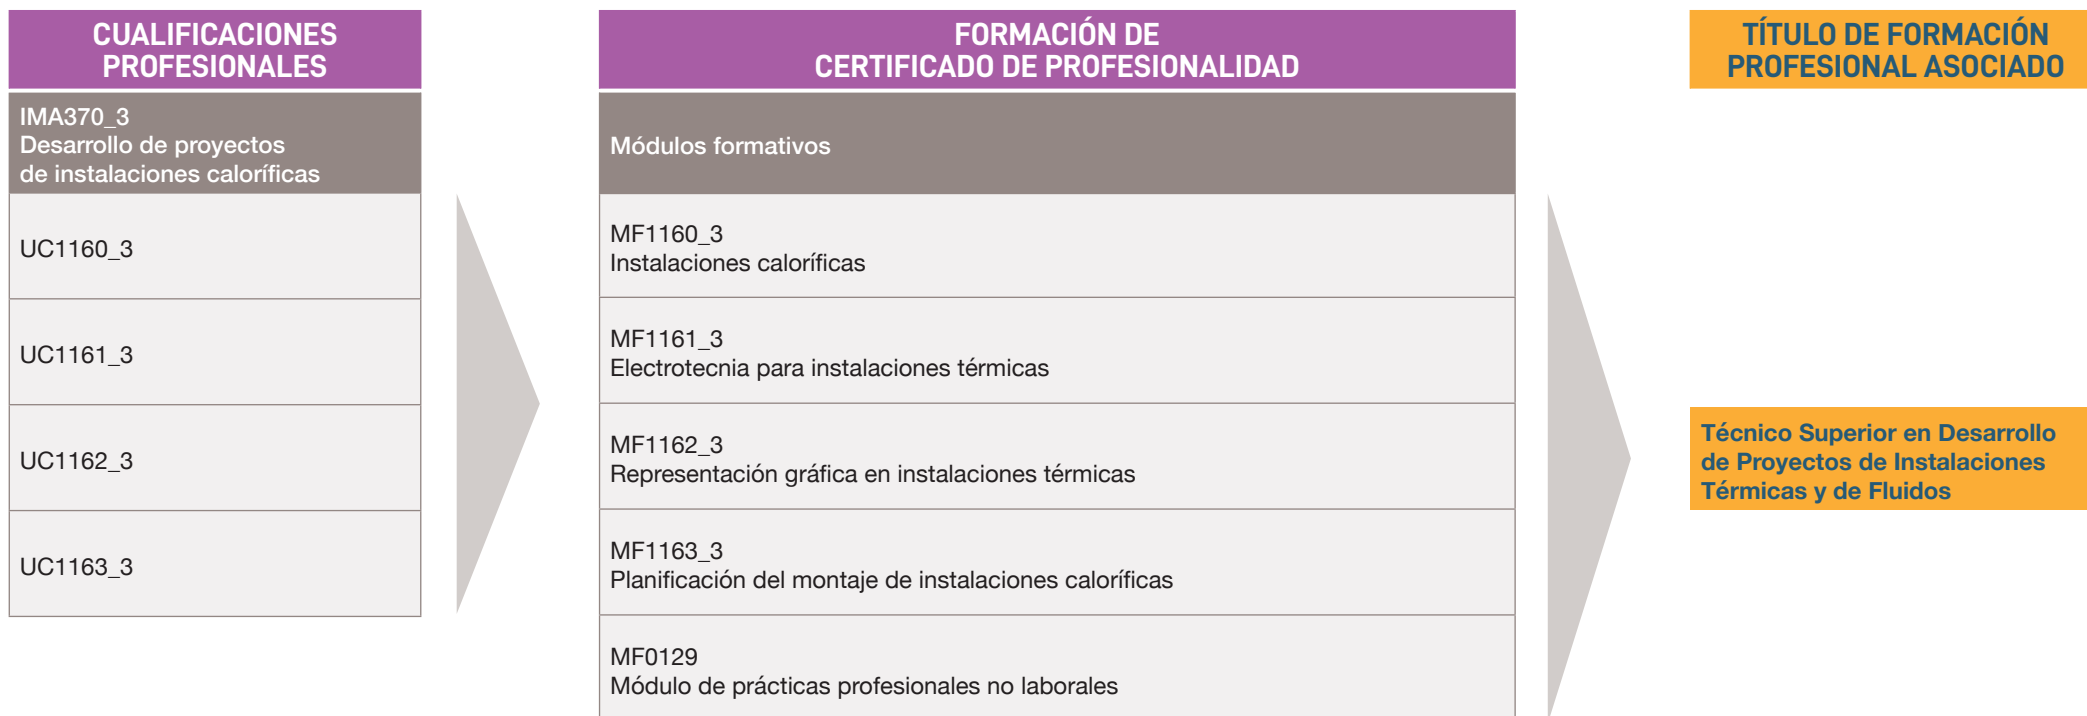 CUALIFICACIONES
PROFESIONALES
IMA370_3
Desarrollo de proyectos
de instalaciones caloríficas
UC1160_3
UC1161_3
UC1162_3
UC1163_3
FORMACIÓN DE
CERTIFICADO DE PROFESIONALIDAD
Módulos formativos
MF1160_3
Instalaciones caloríficas
MF1161_3
Electrotecnia para instalaciones térmicas
MF1162_3
Representación gráfica en instalaciones térmicas
MF1163_3
Planificación del montaje de instalaciones caloríficas
MF0129
Módulo de prácticas profesionales no laborales
TÍTULO DE FORMACIÓN
PROFESIONAL ASOCIADO
Técnico Superior en Desarrollo
de Proyectos de Instalaciones
Térmicas y de Fluidos